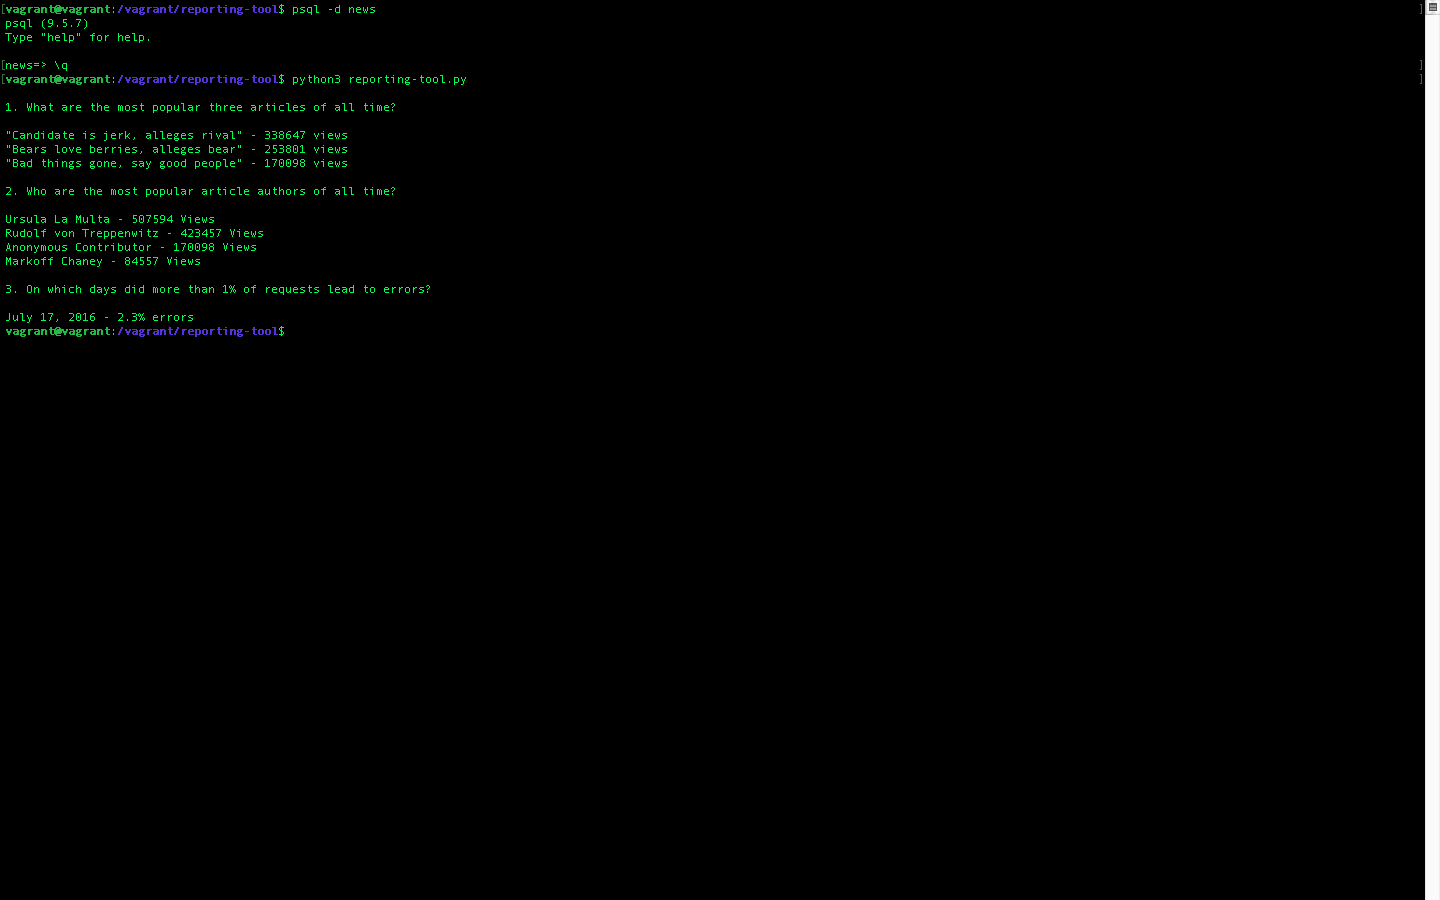 [vagrant@vagrant:/vagrant/reporting-tool$ psql -d news ]
psql (9.5.7)
Type "help" for help.
[news=> \q ]
[vagrant@vagrant:/vagrant/reporting-tool$ python3 reporting-tool.py ]
1. What are the most popular three articles of all time?
"Candidate is jerk, alleges rival" - 338647 views
"Bears love berries, alleges bear" - 253801 views
"Bad things gone, say good people" - 170098 views
2. Who are the most popular article authors of all time?
Ursula La Multa - 507594 Views
Rudolf von Treppenwitz - 423457 Views
Anonymous Contributor - 170098 Views
Markoff Chaney - 84557 Views
3. On which days did more than 1% of requests lead to errors?
July 17, 2016 - 2.3% errors
vagrant@vagrant:/vagrant/reporting-tool$